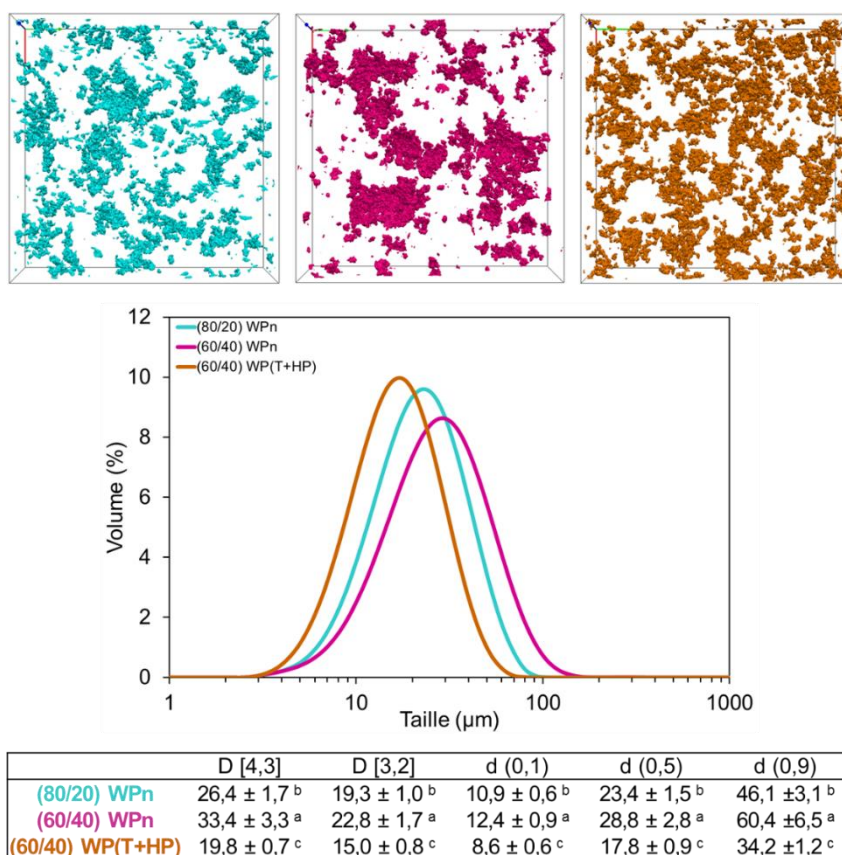 12
10
8
6
4
2
0
Volume (%)
(80/20) WPn
(60/40) WPn
(60/40) WP(T+HP)
1 10 100 1000
Taille (µm)
D [4,3] D [3,2] d (0,1) d (0,5) d (0,9)
(80/20) WPn 26,4 ± 1,7 ᵇ 19,3 ± 1,0 ᵇ 10,9 ± 0,6 ᵇ 23,4 ± 1,5 ᵇ 46,1 ±3,1 ᵇ
(60/40) WPn 33,4 ± 3,3 ᵃ 22,8 ± 1,7 ᵃ 12,4 ± 0,9 ᵃ 28,8 ± 2,8 ᵃ 60,4 ±6,5 ᵃ
(60/40) WP(T+HP) 19,8 ± 0,7 ᶜ 15,0 ± 0,8 ᶜ 8,6 ± 0,6 ᶜ 17,8 ± 0,9 ᶜ 34,2 ±1,2 ᶜ